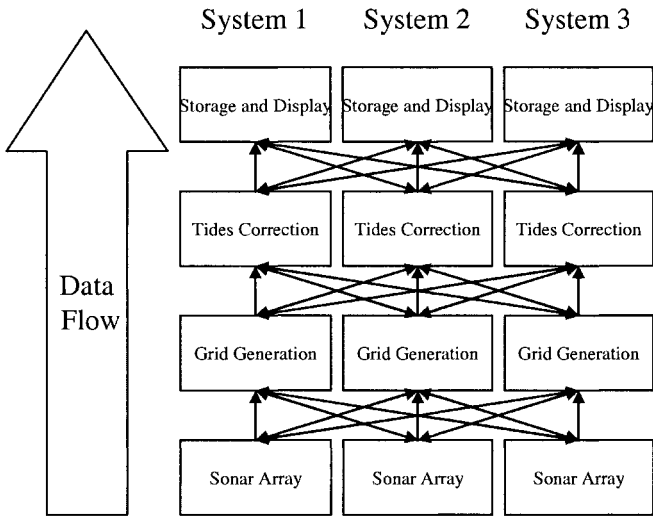 System 1 System 2 System 3
Storage and Display Storage and Display Storage and Display
Tides Correction Tides Correction Tides Correction
Data
Flow
Grid Generation Grid Generation Grid Generation
Sonar Array Sonar Array Sonar Array